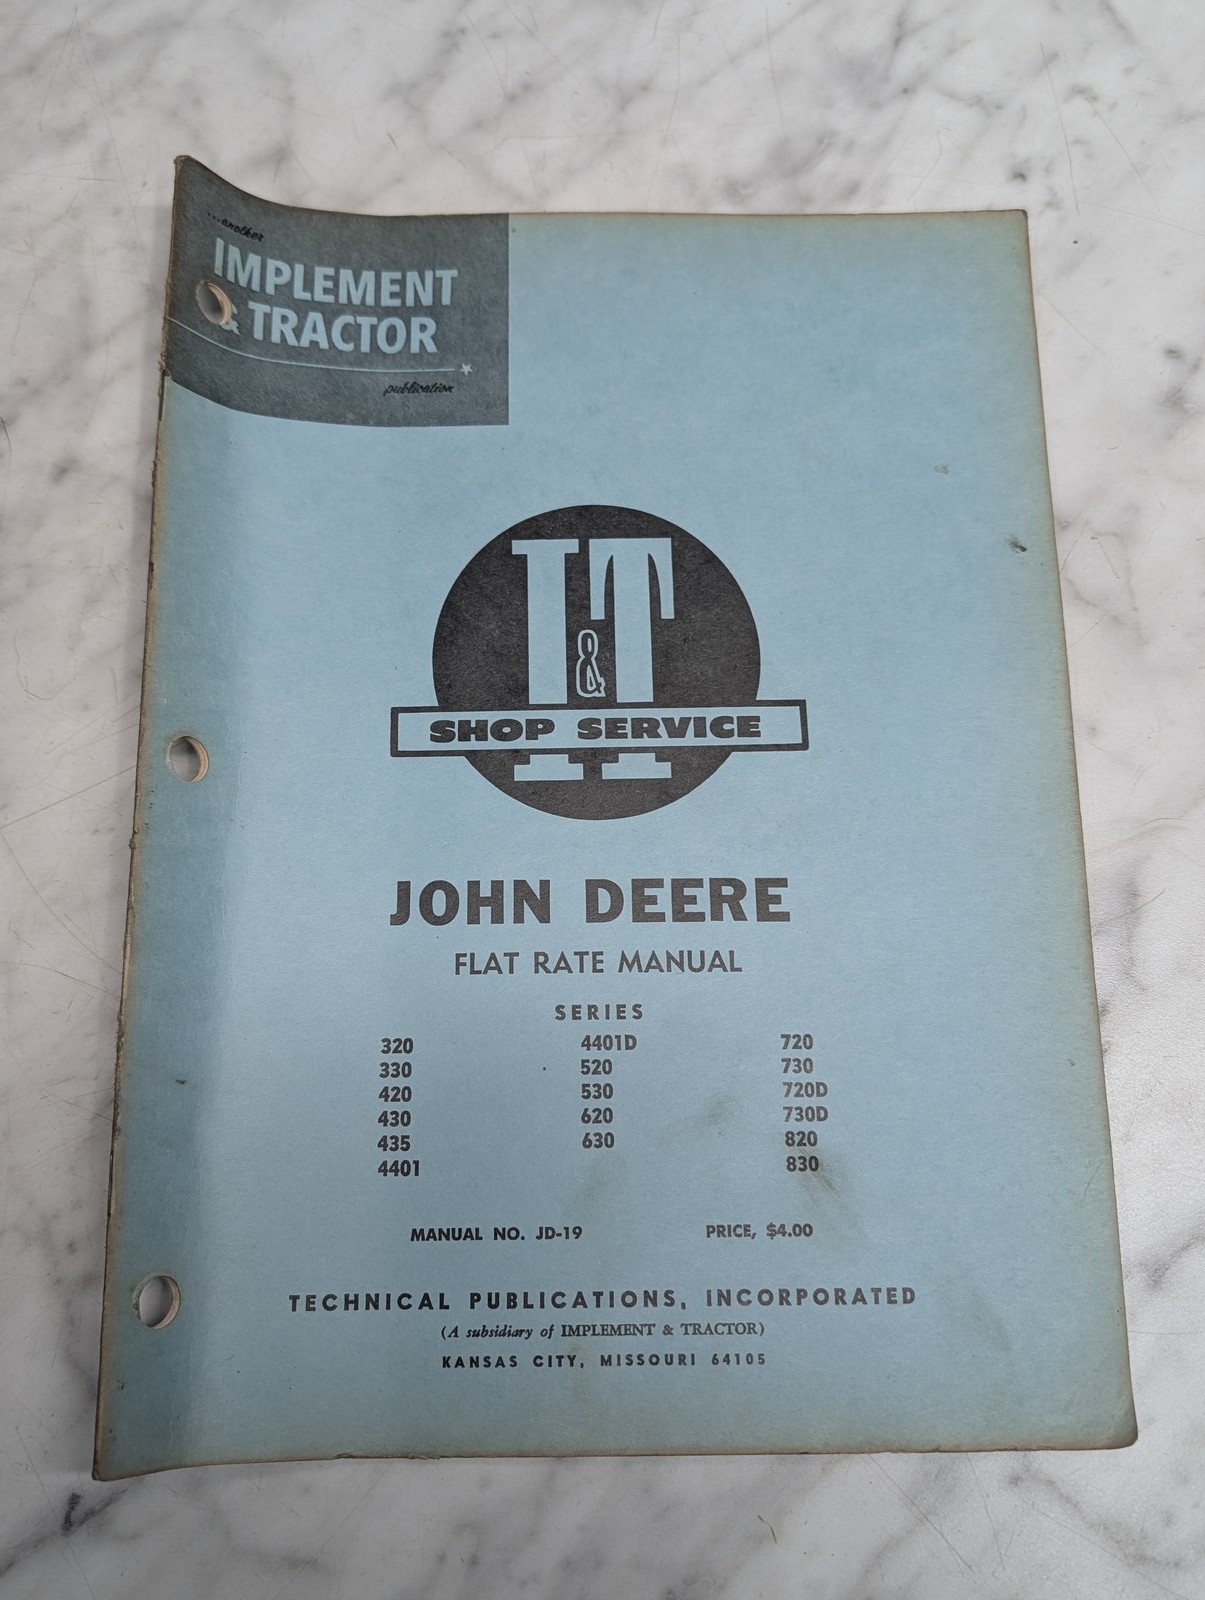 ...another
IMPLEMENT
& TRACTOR
publication
I&T
SHOP SERVICE
JOHN DEERE
FLAT RATE MANUAL
SERIES
320 4401D 720
330 520 730
420 530 720D
430 620 730D
435 630 820
4401 830
MANUAL NO. JD-19 PRICE, $4.00
TECHNICAL PUBLICATIONS, INCORPORATED
(A subsidiary of IMPLEMENT & TRACTOR)
KANSAS CITY, MISSOURI 64105